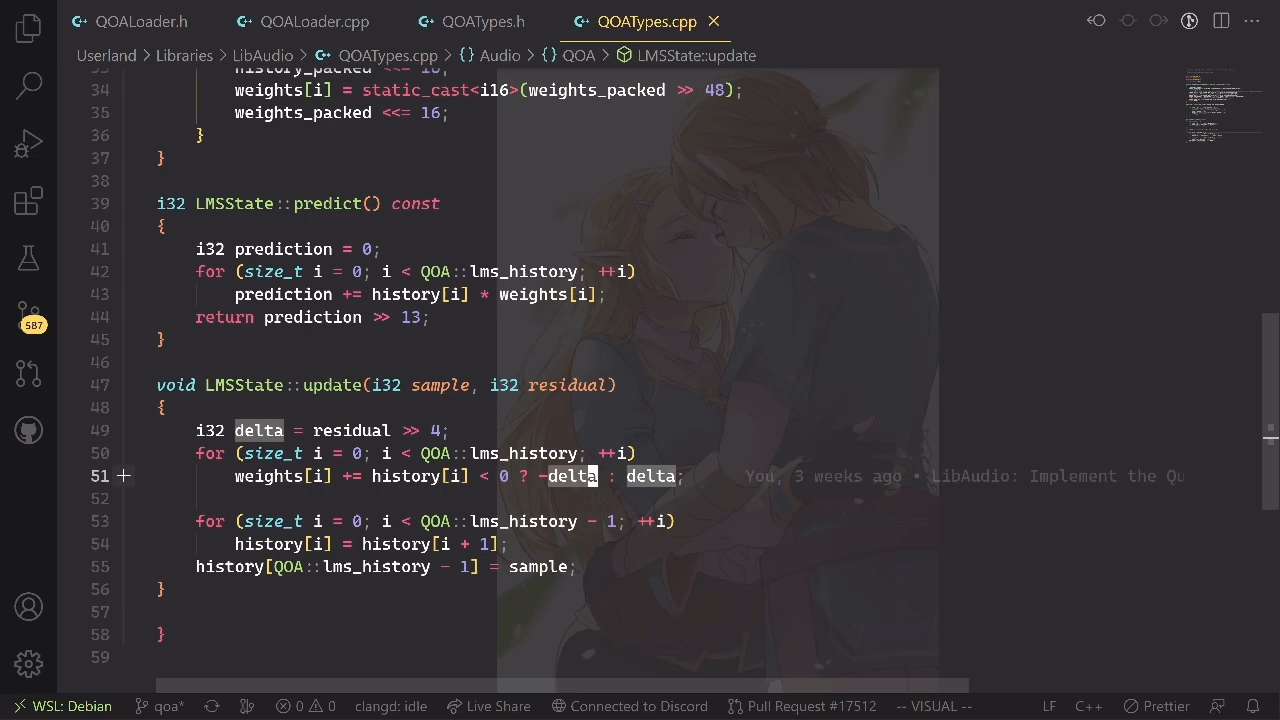 QOALoader.h QOALoader.cpp QOATypes.h QOATypes.cpp
Userland > Libraries > LibAudio > QOATypes.cpp > {} Audio > {} QOA > LMSState::update
34 weights[i] = static_cast<i16>(weights_packed >> 48);
35 weights_packed <<= 16;
36 }
37 }
38
39 i32 LMSState::predict() const
40 {
41 i32 prediction = 0;
42 for (size_t i = 0; i < QOA::lms_history; ++i)
43 prediction += history[i] * weights[i];
44 return prediction >> 13;
45 }
46
47 void LMSState::update(i32 sample, i32 residual)
48 {
49 i32 delta = residual >> 4;
50 for (size_t i = 0; i < QOA::lms_history; ++i)
51 weights[i] += history[i] < 0 ? -delta : delta; You, 3 weeks ago • LibAudio: Implement the Qu
52
53 for (size_t i = 0; i < QOA::lms_history - 1; ++i)
54 history[i] = history[i + 1];
55 history[QOA::lms_history - 1] = sample;
56 }
57
58 }
59
587
WSL: Debian qoa* 0 0 clangd: idle Live Share Connected to Discord Pull Request #17512 -- VISUAL -- LF C++ Prettier